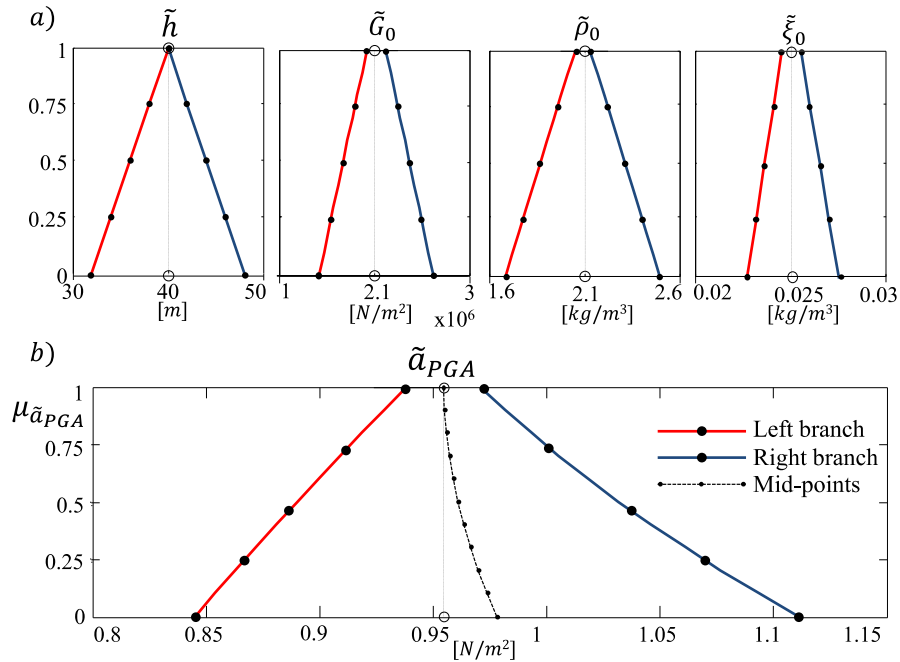 a) h̃ G̃₀ ρ̃₀ ξ̃₀
1
0.75
0.5
0.25
0
30 40 50 1 2.1 3 1.6 2.1 2.6 0.02 0.025 0.03
[m] [N/m²] x10⁶ [kg/m³] [kg/m³]
b) ã_PGA
μ_ã_PGA
1
0.75
0.5
0.25
0
Left branch
Right branch
Mid-points
0.8 0.85 0.9 0.95 1 1.05 1.1 1.15
[N/m²]